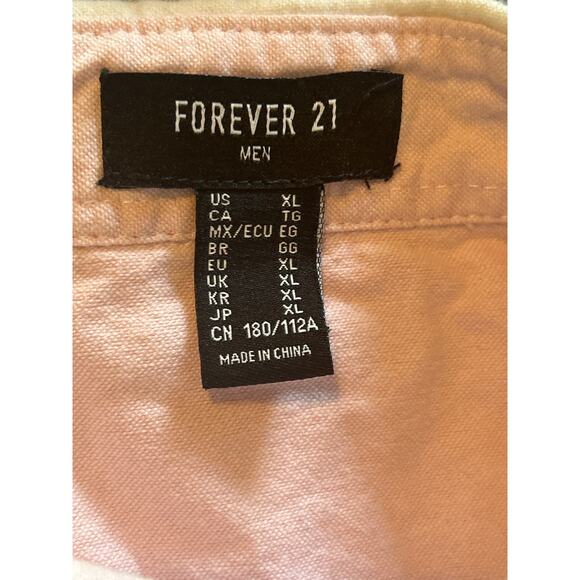 FOREVER 21
MEN
US XL
CA TG
MX/ECU EG
BR GG
EU XL
UK XL
KR XL
JP XL
CN 180/112A
MADE IN CHINA